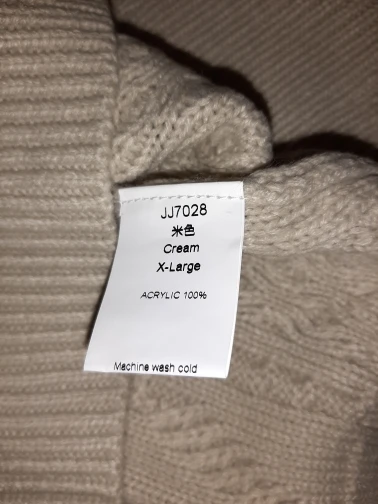 JJ7028
米色
Cream
X-Large
ACRYLIC 100%
Machine wash cold